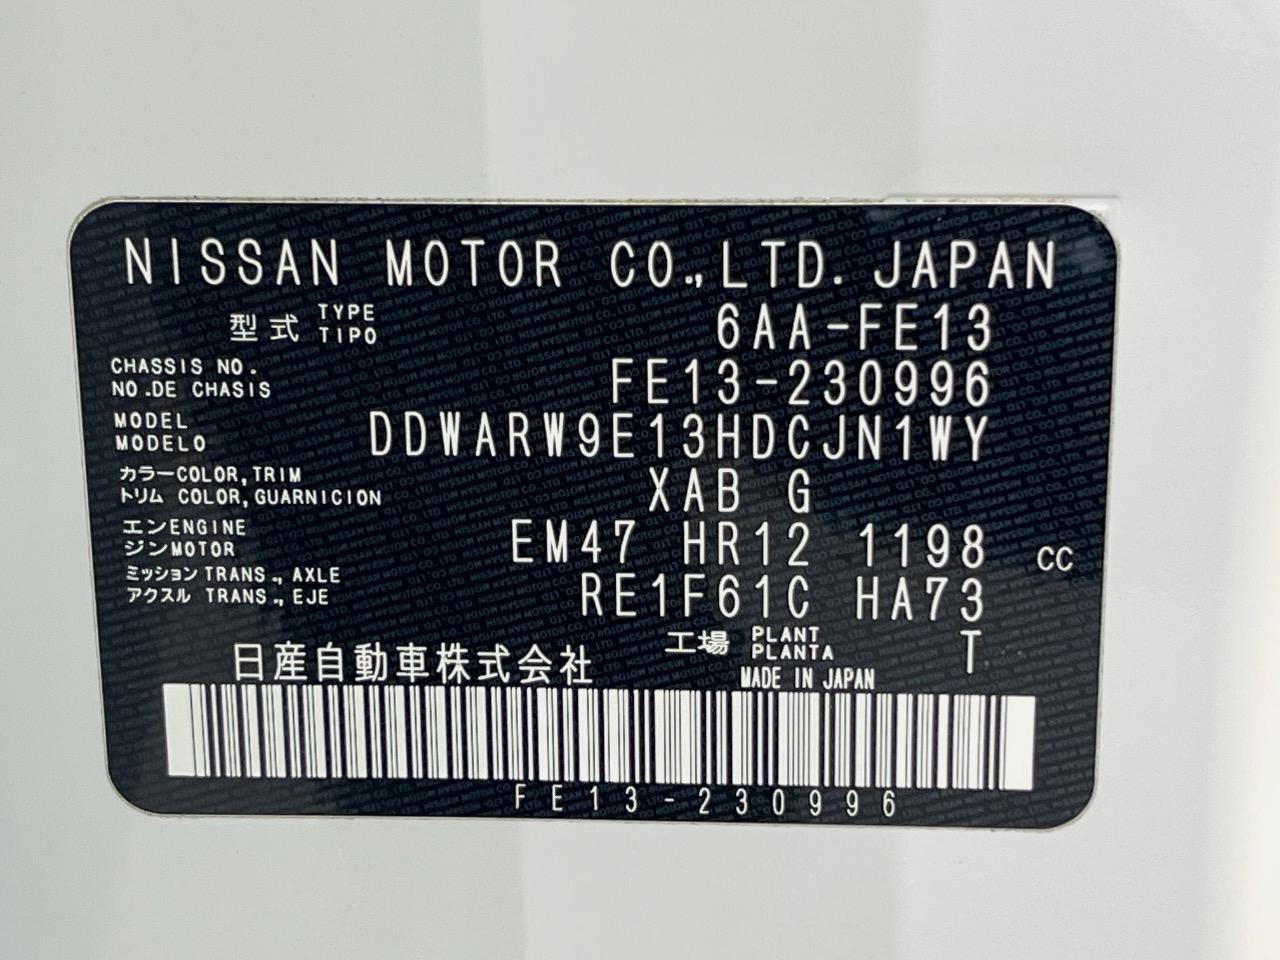 NISSAN MOTOR CO.,LTD. JAPAN
型式 TYPE TIPO 6AA-FE13
CHASSIS NO. FE13-230996
NO.DE CHASIS
MODEL DDWARW9E13HDCJN1WY
MODELO
カラーCOLOR,TRIM XAB G
トリム COLOR,GUARNICION
エンENGINE EM47 HR12 1198 CC
ジンMOTOR
ミッション TRANS., AXLE RE1F61C HA73
アクスル TRANS., EJE
日産自動車株式会社 工場 PLANT PLANTA T
MADE IN JAPAN
FE13-230996